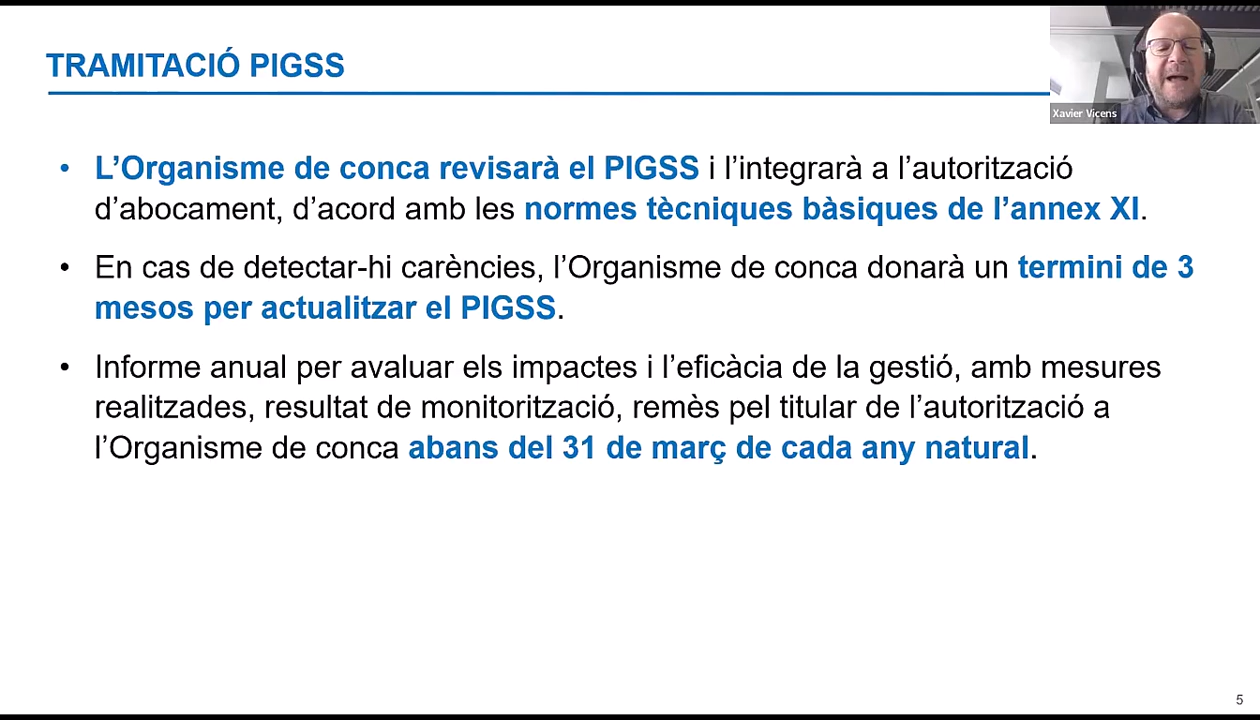 TRAMITACIÓ PIGSS
Xavier Vicens
• L’Organisme de conca revisarà el PIGSS i l’integrarà a l’autorització
d’abocament, d’acord amb les normes tècniques bàsiques de l’annex XI.
• En cas de detectar-hi carències, l’Organisme de conca donarà un termini de 3
mesos per actualitzar el PIGSS.
• Informe anual per avaluar els impactes i l’eficàcia de la gestió, amb mesures
realitzades, resultat de monitorització, remès pel titular de l’autorització a
l’Organisme de conca abans del 31 de març de cada any natural.
5